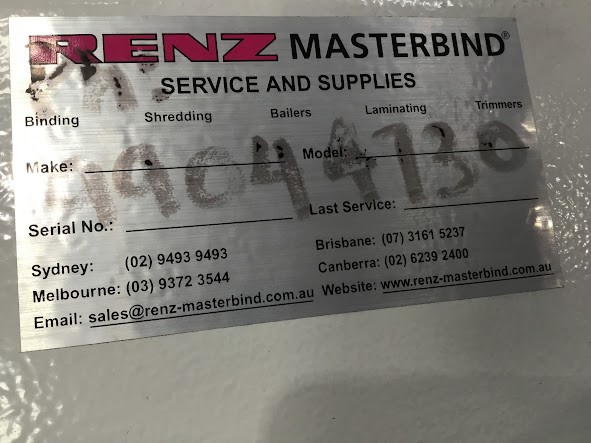 RENZ MASTERBIND®
SERVICE AND SUPPLIES
Binding Shredding Bailers Laminating Trimmers
Make: Model:
Serial No.: Last Service:
Sydney: (02) 9493 9493 Brisbane: (07) 3161 5237
Melbourne: (03) 9372 3544 Canberra: (02) 6239 2400
Email: sales@renz-masterbind.com.au Website: www.renz-masterbind.com.au